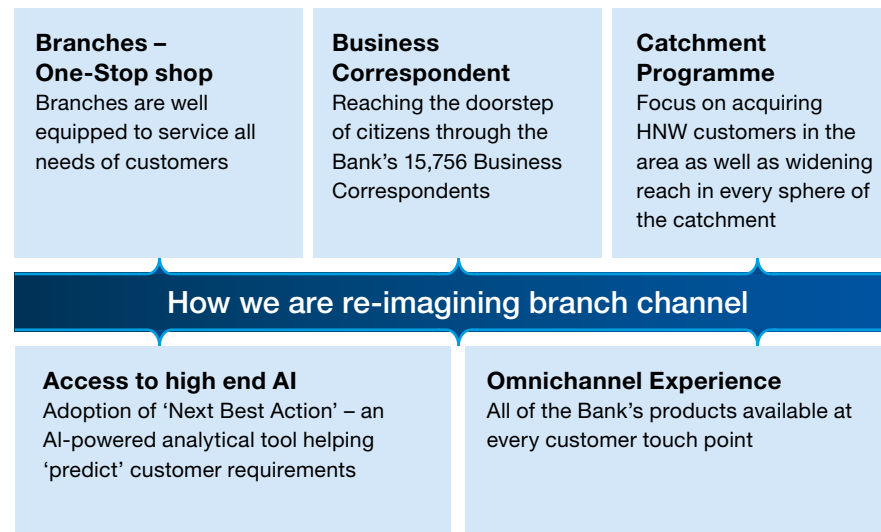 Branches –
One-Stop shop
Branches are well
equipped to service all
needs of customers
Business
Correspondent
Reaching the doorstep
of citizens through the
Bank’s 15,756 Business
Correspondents
Catchment
Programme
Focus on acquiring
HNW customers in the
area as well as widening
reach in every sphere of
the catchment
How we are re-imagining branch channel
Access to high end AI
Adoption of ‘Next Best Action’ – an
AI-powered analytical tool helping
‘predict’ customer requirements
Omnichannel Experience
All of the Bank’s products available at
every customer touch point